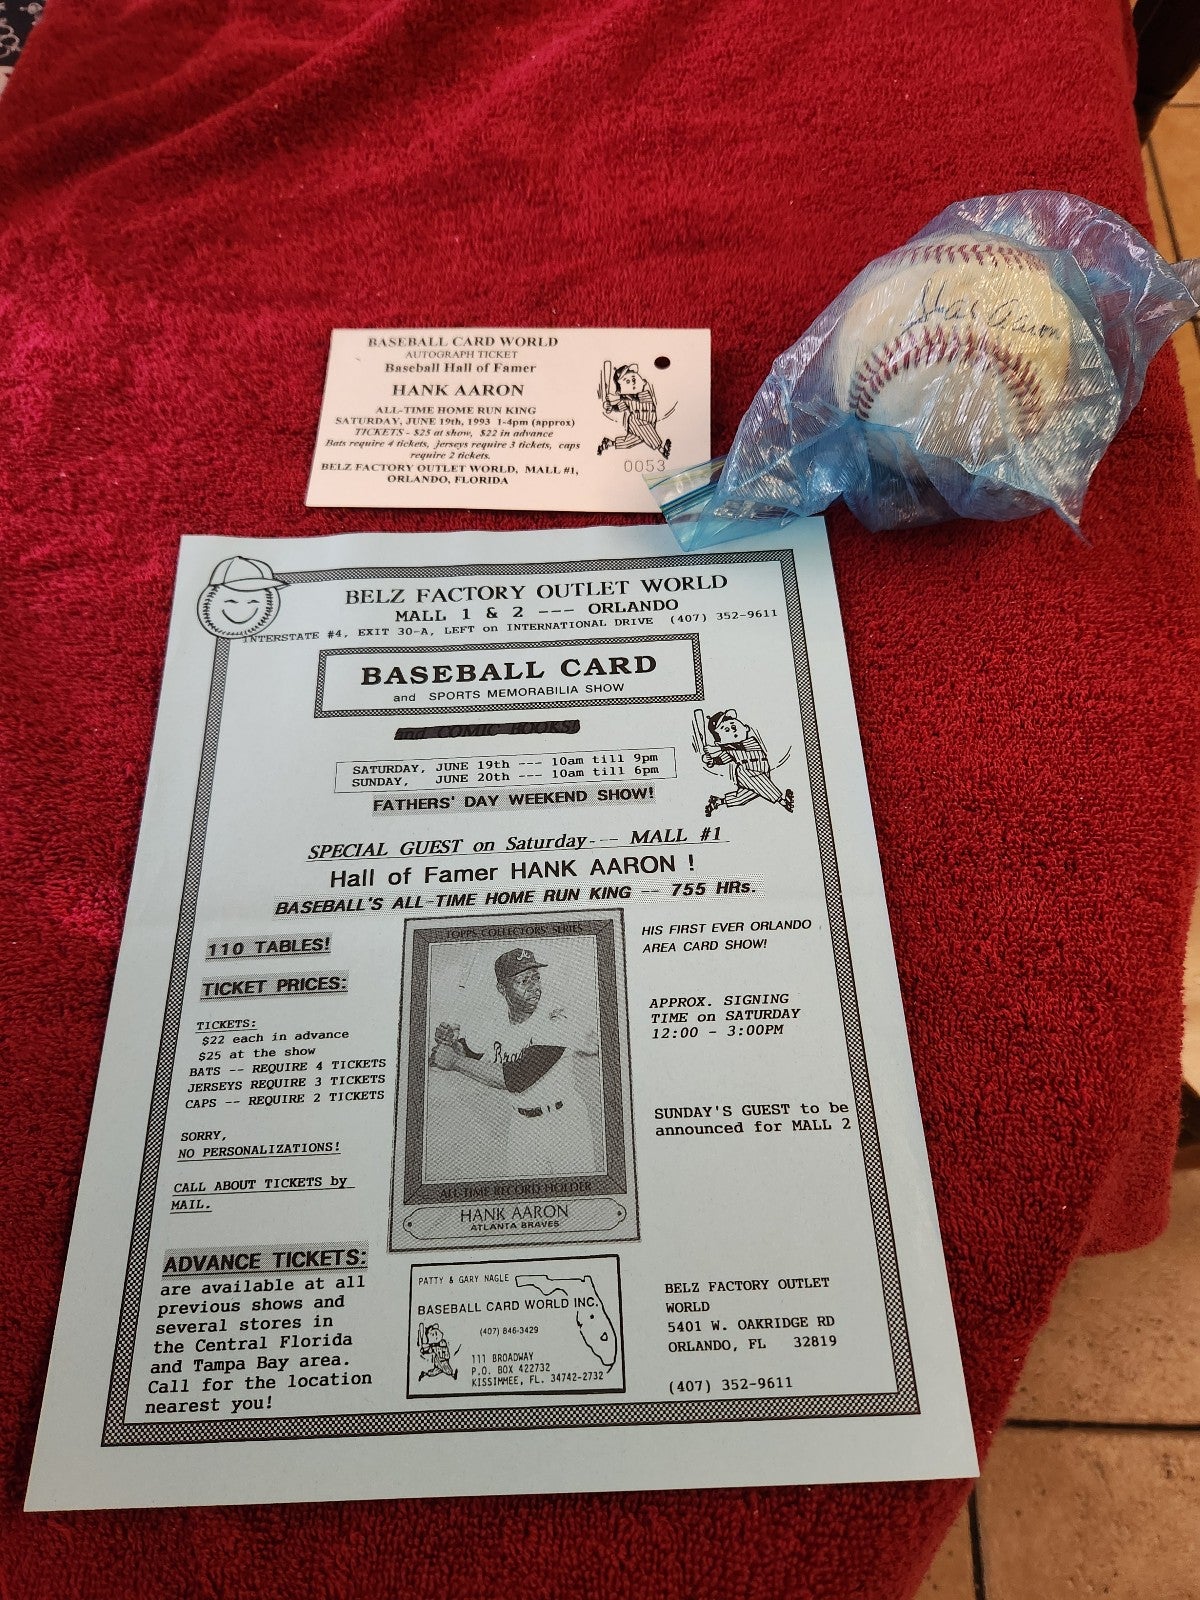 BASEBALL CARD WORLD
AUTOGRAPH TICKET
Baseball Hall of Famer
HANK AARON
ALL-TIME HOME RUN KING
SATURDAY, JUNE 19th, 1993 1-4pm (approx)
TICKETS - $25 at show, $22 in advance
Bats require 4 tickets, jerseys require 3 tickets, caps
require 2 tickets.
BELZ FACTORY OUTLET WORLD, MALL #1,
ORLANDO, FLORIDA
0053
Hank Aaron
BELZ FACTORY OUTLET WORLD
MALL 1 & 2 --- ORLANDO
INTERSTATE #4, EXIT 30-A, LEFT on INTERNATIONAL DRIVE (407) 352-9611
BASEBALL CARD
and SPORTS MEMORABILIA SHOW
and COMIC BOOKS!
SATURDAY, JUNE 19th --- 10am till 9pm
SUNDAY, JUNE 20th --- 10am till 6pm
FATHERS' DAY WEEKEND SHOW!
SPECIAL GUEST on Saturday--- MALL #1
Hall of Famer HANK AARON !
BASEBALL'S ALL-TIME HOME RUN KING -- 755 HRs.
110 TABLES!
TICKET PRICES:
TICKETS:
$22 each in advance
$25 at the show
BATS -- REQUIRE 4 TICKETS
JERSEYS REQUIRE 3 TICKETS
CAPS -- REQUIRE 2 TICKETS
SORRY,
NO PERSONALIZATIONS!
CALL ABOUT TICKETS by
MAIL.
ADVANCE TICKETS:
are available at all
previous shows and
several stores in
the Central Florida
and Tampa Bay area.
Call for the location
nearest you!
TOPPS COLLECTORS' SERIES
Braves
ALL-TIME RECORD HOLDER
HANK AARON
ATLANTA BRAVES
HIS FIRST EVER ORLANDO
AREA CARD SHOW!
APPROX. SIGNING
TIME on SATURDAY
12:00 - 3:00PM
SUNDAY'S GUEST to be
announced for MALL 2
PATTY & GARY NAGLE
BASEBALL CARD WORLD INC.
(407) 846-3429
111 BROADWAY
P.O. BOX 422732
KISSIMMEE, FL. 34742-2732
BELZ FACTORY OUTLET
WORLD
5401 W. OAKRIDGE RD
ORLANDO, FL 32819
(407) 352-9611